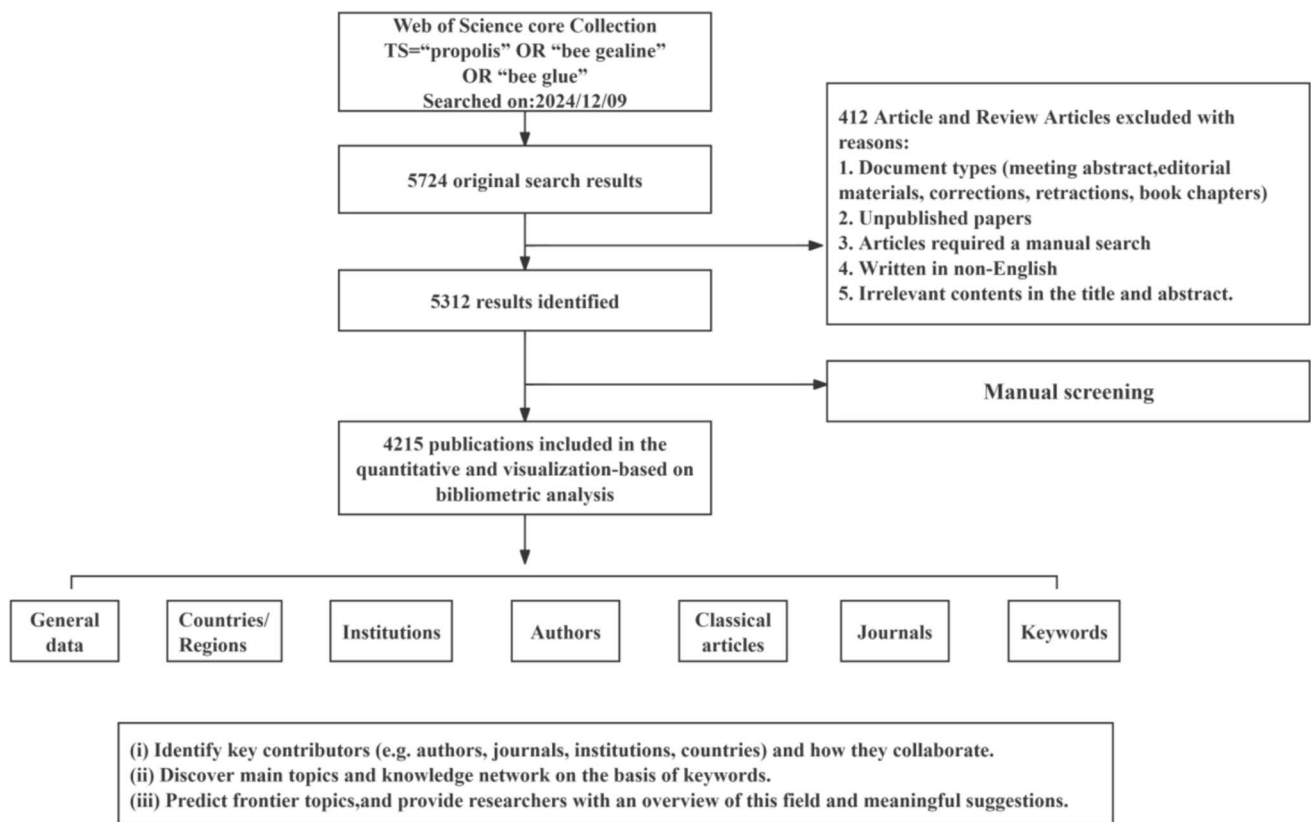 Web of Science core Collection
TS=“propolis” OR “bee gealine”
OR “bee glue”
Searched on:2024/12/09
5724 original search results
412 Article and Review Articles excluded with
reasons:
1. Document types (meeting abstract,editorial
materials, corrections, retractions, book chapters)
2. Unpublished papers
3. Articles required a manual search
4. Written in non-English
5. Irrelevant contents in the title and abstract.
5312 results identified
Manual screening
4215 publications included in the
quantitative and visualization-based on
bibliometric analysis
General
data
Countries/
Regions
Institutions
Authors
Classical
articles
Journals
Keywords
(i) Identify key contributors (e.g. authors, journals, institutions, countries) and how they collaborate.
(ii) Discover main topics and knowledge network on the basis of keywords.
(iii) Predict frontier topics,and provide researchers with an overview of this field and meaningful suggestions.